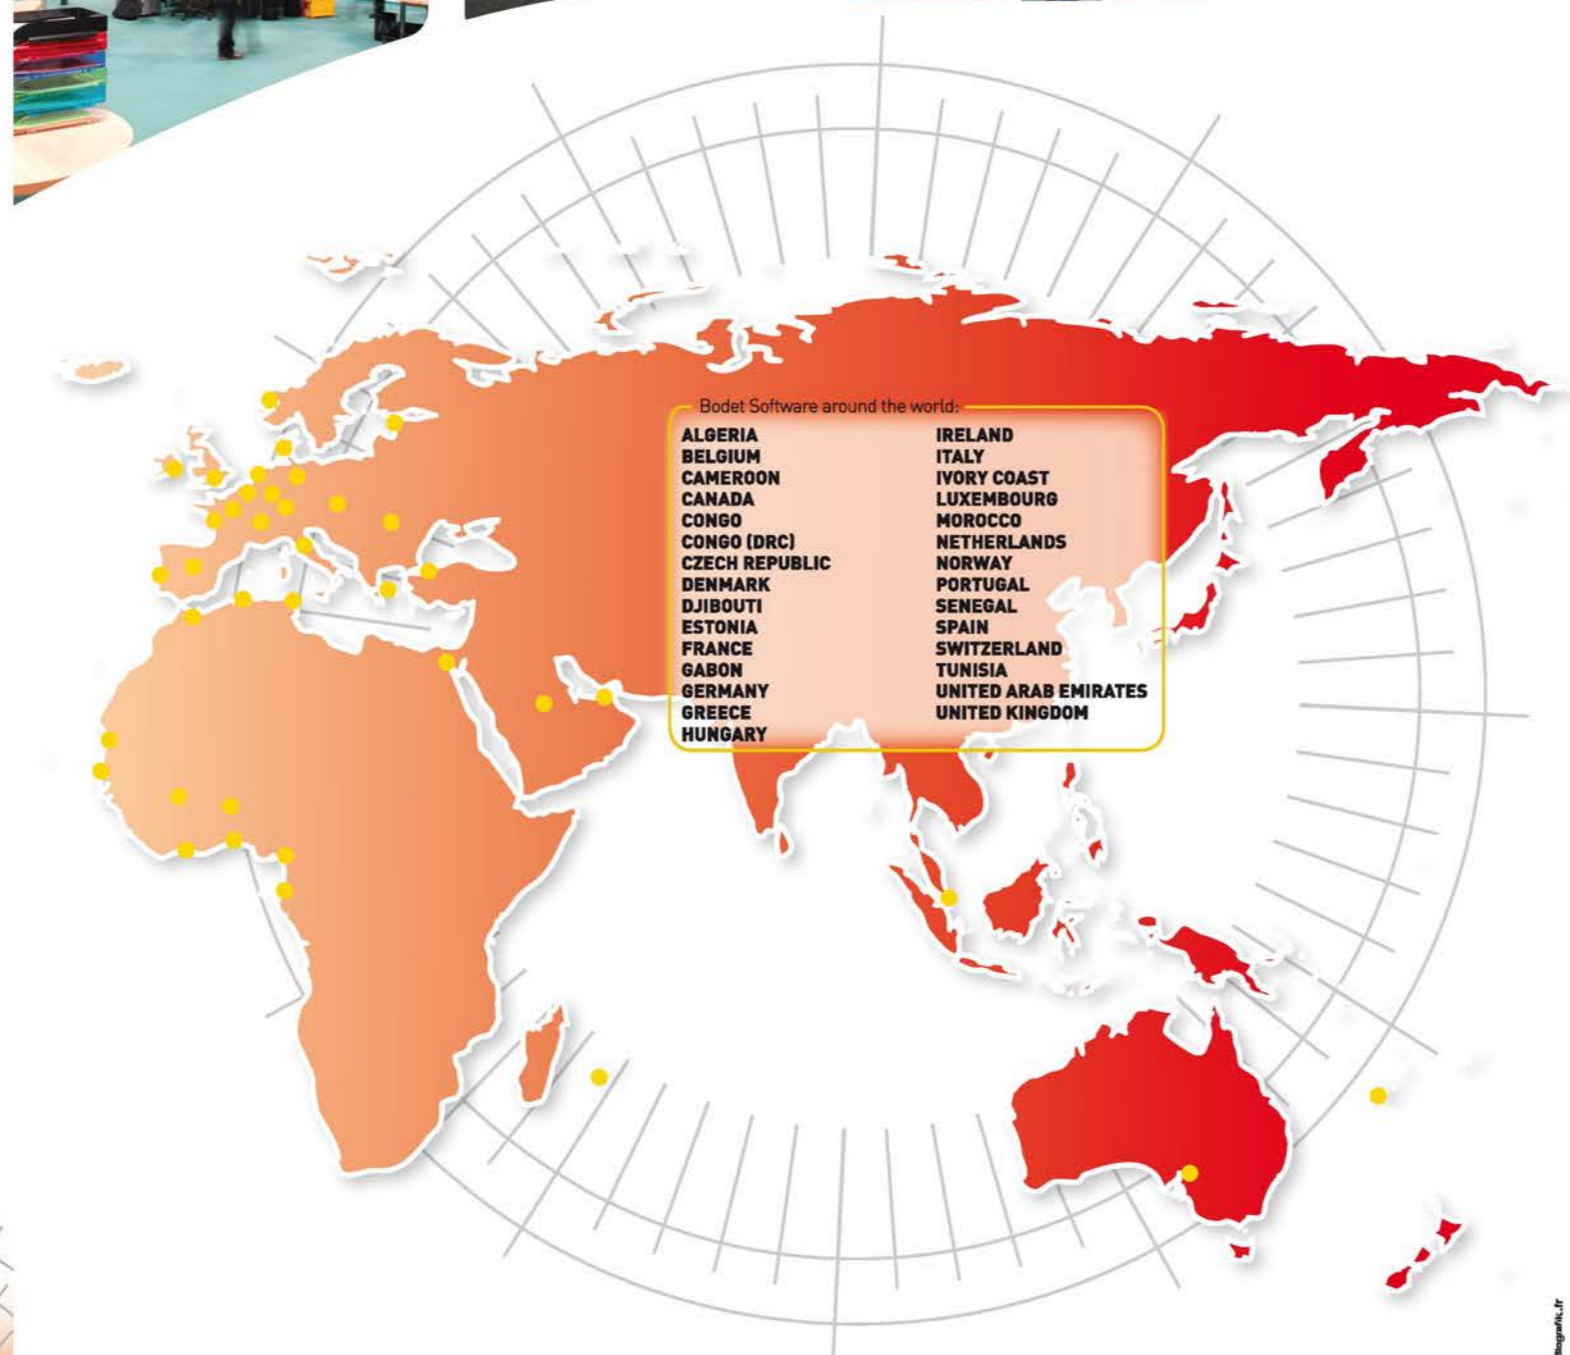 Bodet Software around the world:
ALGERIA
BELGIUM
CAMEROON
CANADA
CONGO
CONGO (DRC)
CZECH REPUBLIC
DENMARK
DJIBOUTI
ESTONIA
FRANCE
GABON
GERMANY
GREECE
HUNGARY
IRELAND
ITALY
IVORY COAST
LUXEMBOURG
MOROCCO
NETHERLANDS
NORWAY
PORTUGAL
SENEGAL
SPAIN
SWITZERLAND
TUNISIA
UNITED ARAB EMIRATES
UNITED KINGDOM